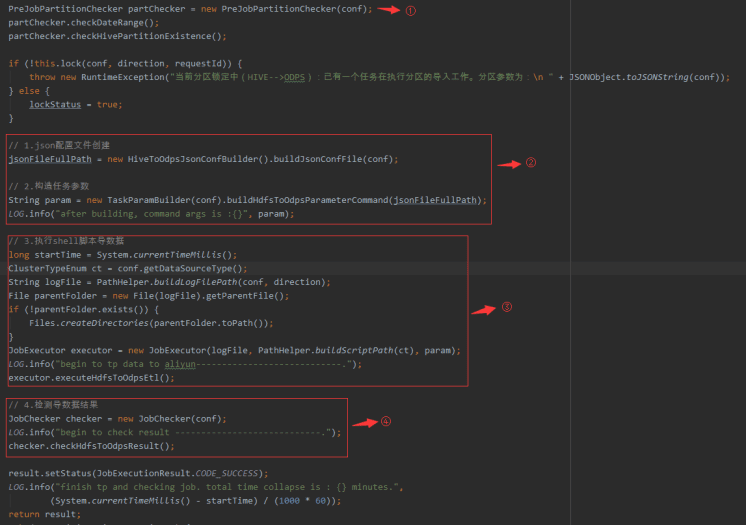 PreJobPartitionChecker partChecker = new PreJobPartitionChecker(conf); ①
partChecker.checkDateRange();
partChecker.checkHivePartitionExistence();
if (!this.lock(conf, direction, requestId)) {
throw new RuntimeException("当前分区锁定中(HIVE-->ODPS):已有一个任务在执行分区的导入工作。分区参数为:\n " + JSONObject.toJSONString(conf));
} else {
lockStatus = true;
}
// 1.json配置文件创建
jsonFileFullPath = new HiveToOdpsJsonConfBuilder().buildJsonConfFile(conf);
②
// 2.构造任务参数
String param = new TaskParamBuilder(conf).buildHdfsToOdpsParameterCommand(jsonFileFullPath);
LOG.info("after building, command args is :{}", param);
// 3.执行shell脚本导数据
long startTime = System.currentTimeMillis();
ClusterTypeEnum ct = conf.getDataSourceType();
String logFile = PathHelper.buildLogFilePath(conf, direction);
File parentFolder = new File(logFile).getParentFile();
if (!parentFolder.exists()) {
③
Files.createDirectories(parentFolder.toPath());
}
JobExecutor executor = new JobExecutor(logFile, PathHelper.buildScriptPath(ct), param);
LOG.info("begin to tp data to aliyun----------------------------.");
executor.executeHdfsToOdpsEtl();
// 4.检测导数据结果
JobChecker checker = new JobChecker(conf); ④
LOG.info("begin to check result ----------------------------.");
checker.checkHdfsToOdpsResult();
result.setStatus(JobExecutionResult.CODE_SUCCESS);
LOG.info("finish tp and checking job. total time collapse is : {} minutes.",
(System.currentTimeMillis() - startTime) / (1000 * 60));
return result;